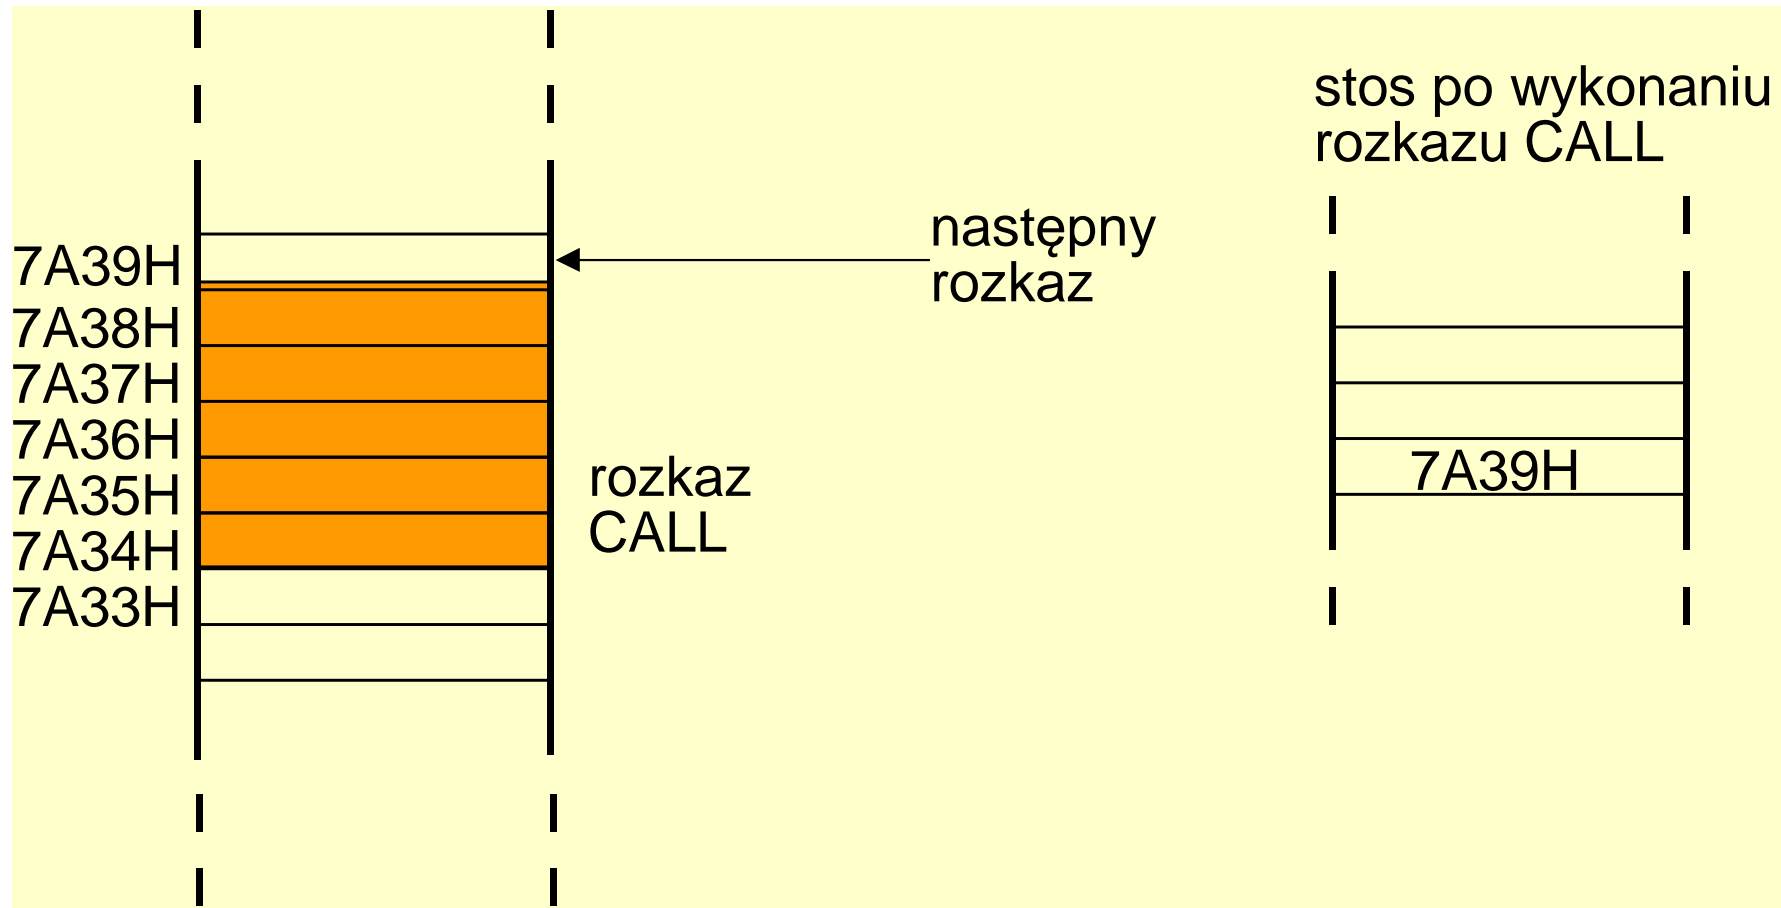 stos po wykonaniu
rozkazu CALL
następny
rozkaz
7A39H
7A38H
7A37H
7A36H
7A35H
7A34H
7A33H
rozkaz
CALL
7A39H